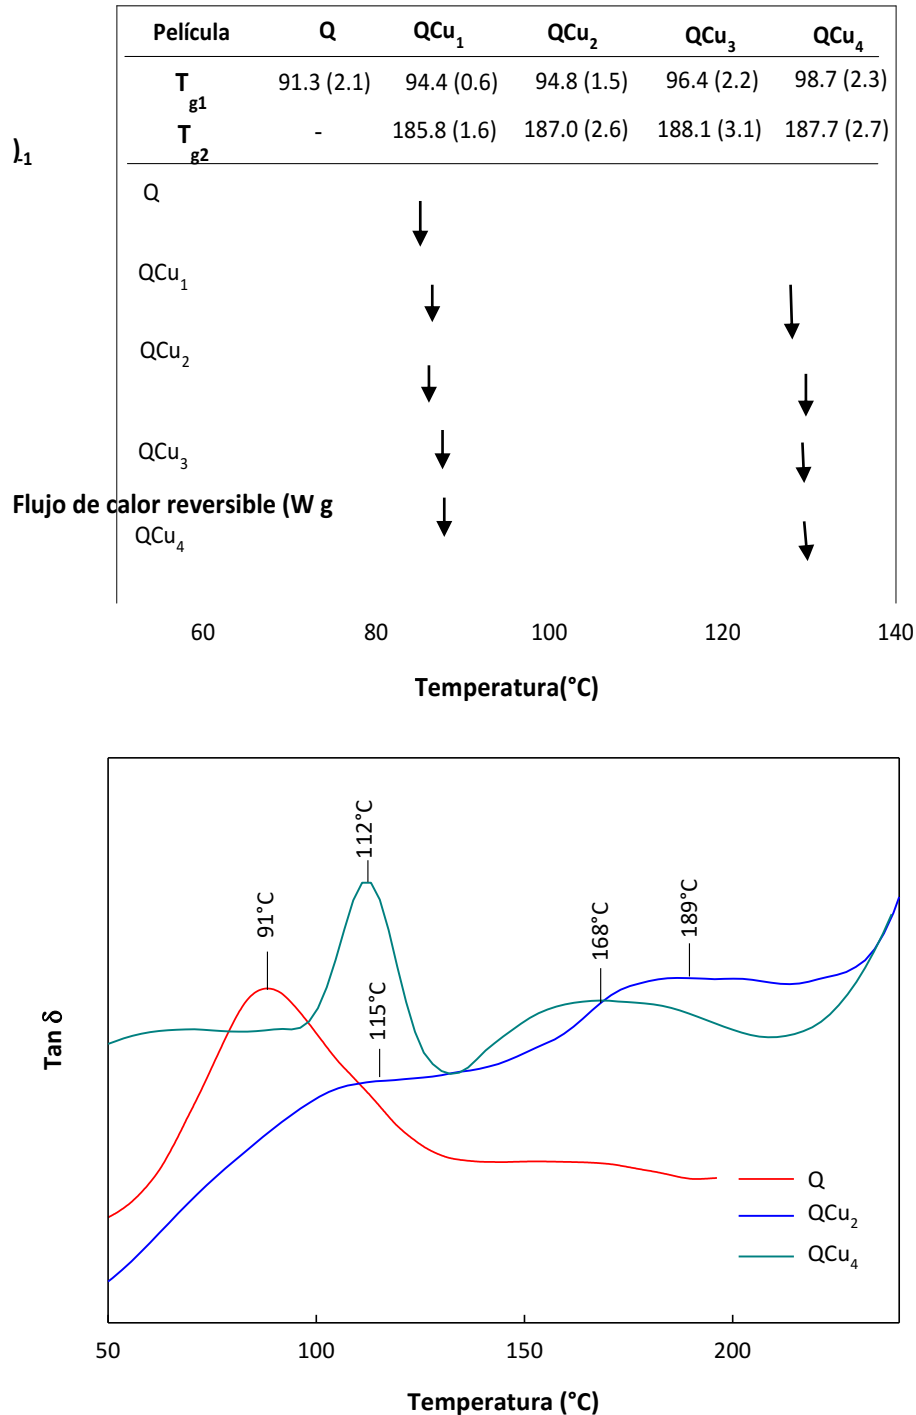 Película Q QCu1 QCu2 QCu3 QCu4
Tg1 91.3 (2.1) 94.4 (0.6) 94.8 (1.5) 96.4 (2.2) 98.7 (2.3)
Tg2 - 185.8 (1.6) 187.0 (2.6) 188.1 (3.1) 187.7 (2.7)
)-1
Q
QCu1
QCu2
QCu3
Flujo de calor reversible (W g
QCu4
60 80 100 120 140
Temperatura(°C)
112°C
91°C
168°C
189°C
115°C
Tan δ
Q
QCu2
QCu4
50 100 150 200
Temperatura (°C)